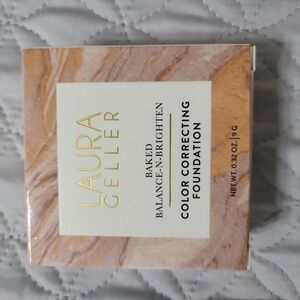 LAURA
GELLER
BAKED
BALANCE-N-BRIGHTEN
COLOR CORRECTING
FOUNDATION
NET WT. 0.32 OZ. | 9 G